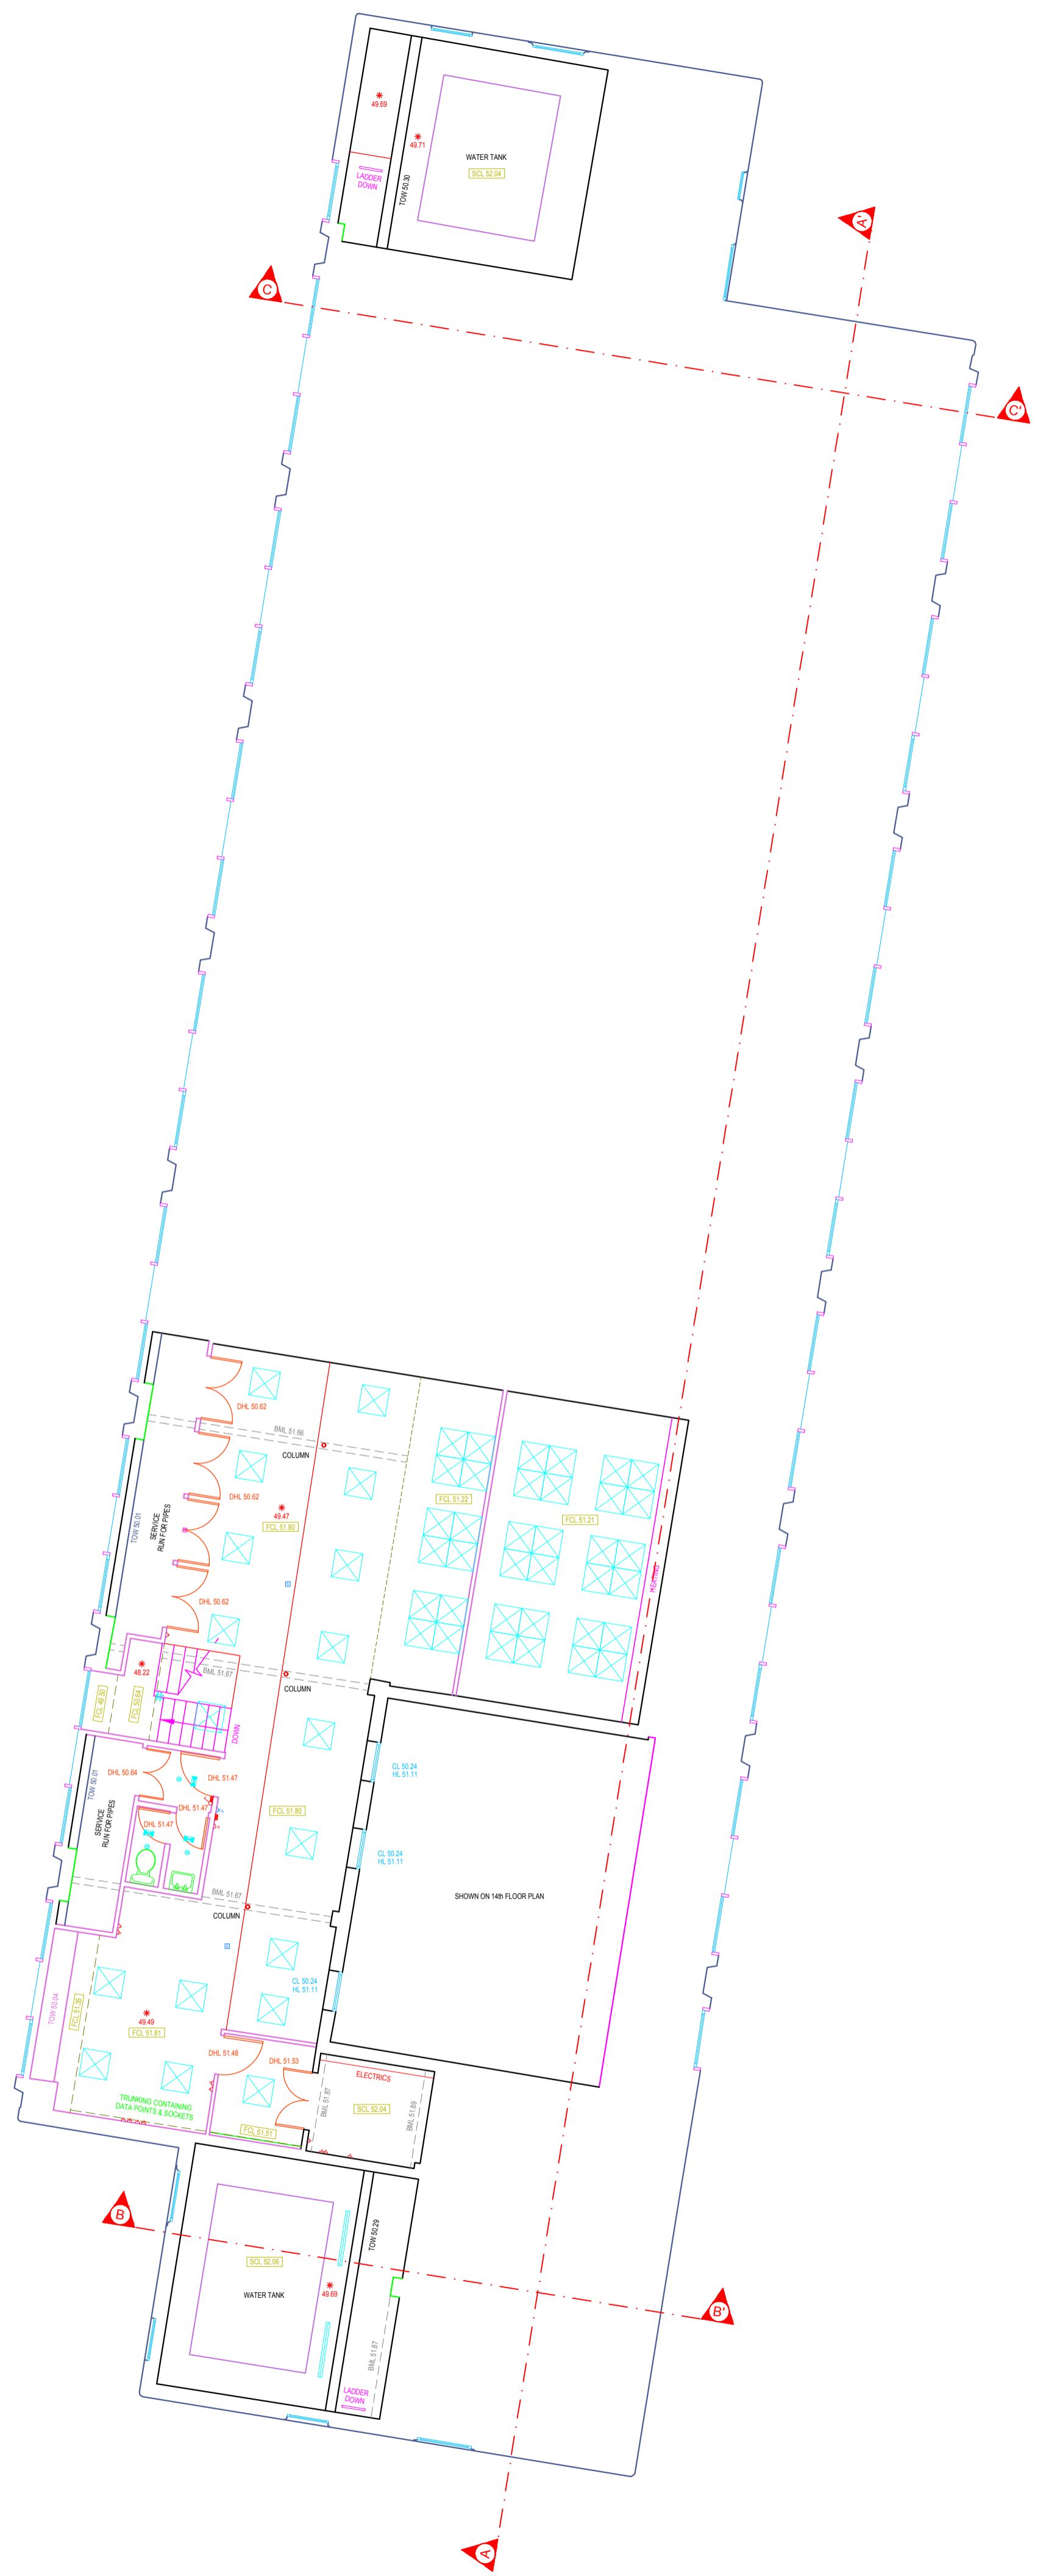 49.69
49.71
WATER TANK
SCL 52.04
LADDER
DOWN
TOW 50.30
A'
C
C'
DHL 50.62
BML 51.66
COLUMN
DHL 50.62
49.47
FCL 51.80
FCL 51.22
FCL 51.21
TOW 50.01
SERVICE
RUN FOR PIPES
HEATING
DHL 50.62
48.22
BML 51.67
COLUMN
FCL 49.50
FCL 50.64
DOWN
DHL 50.64
DHL 51.47
CL 50.24
HL 51.11
TOW 50.01
SERVICE
RUN FOR PIPES
DHL 51.47
DHL 51.47
FCL 51.80
CL 50.24
HL 51.11
BML 51.67
SHOWN ON 14th FLOOR PLAN
COLUMN
CL 50.24
HL 51.11
TOW 50.04
FCL 51.35
49.49
FCL 51.81
DHL 51.48
DHL 51.53
ELECTRICS
BML 51.87
SCL 52.04
BML 51.89
TRUNKING CONTAINING
DATA POINTS & SOCKETS
FCL 51.51
B
TOW 50.29
SCL 52.06
49.69
WATER TANK
B'
BML 51.87
LADDER
DOWN
A